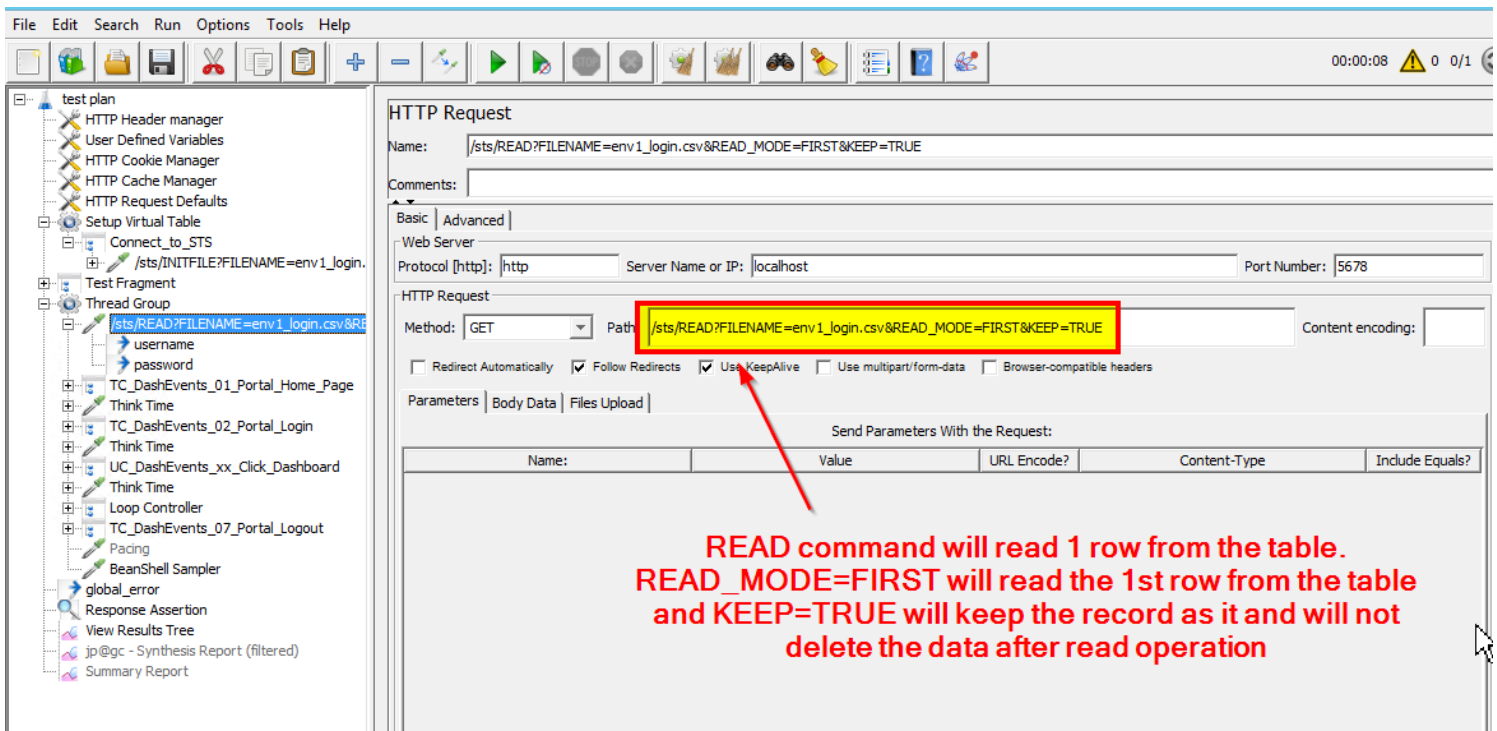 File Edit Search Run Options Tools Help
STOP
00:00:08 0 0/1
test plan
HTTP Header manager
User Defined Variables
HTTP Cookie Manager
HTTP Cache Manager
HTTP Request Defaults
Setup Virtual Table
Connect_to_STS
/sts/INITFILE?FILENAME=env1_login.
Test Fragment
Thread Group
/sts/READ?FILENAME=env1_login.csv&RE
username
password
TC_DashEvents_01_Portal_Home_Page
Think Time
TC_DashEvents_02_Portal_Login
Think Time
UC_DashEvents_xx_Click_Dashboard
Think Time
Loop Controller
TC_DashEvents_07_Portal_Logout
Pacing
BeanShell Sampler
global_error
Response Assertion
View Results Tree
jp@gc - Synthesis Report (filtered)
Summary Report
HTTP Request
Name: /sts/READ?FILENAME=env1_login.csv&READ_MODE=FIRST&KEEP=TRUE
Comments:
Basic Advanced
Web Server
Protocol [http]: http Server Name or IP: localhost Port Number: 5678
HTTP Request
Method: GET Path /sts/READ?FILENAME=env1_login.csv&READ_MODE=FIRST&KEEP=TRUE Content encoding:
Redirect Automatically Follow Redirects Use KeepAlive Use multipart/form-data Browser-compatible headers
Parameters Body Data Files Upload
Send Parameters With the Request:
Name: Value URL Encode? Content-Type Include Equals?
READ command will read 1 row from the table.
READ_MODE=FIRST will read the 1st row from the table
and KEEP=TRUE will keep the record as it and will not
delete the data after read operation